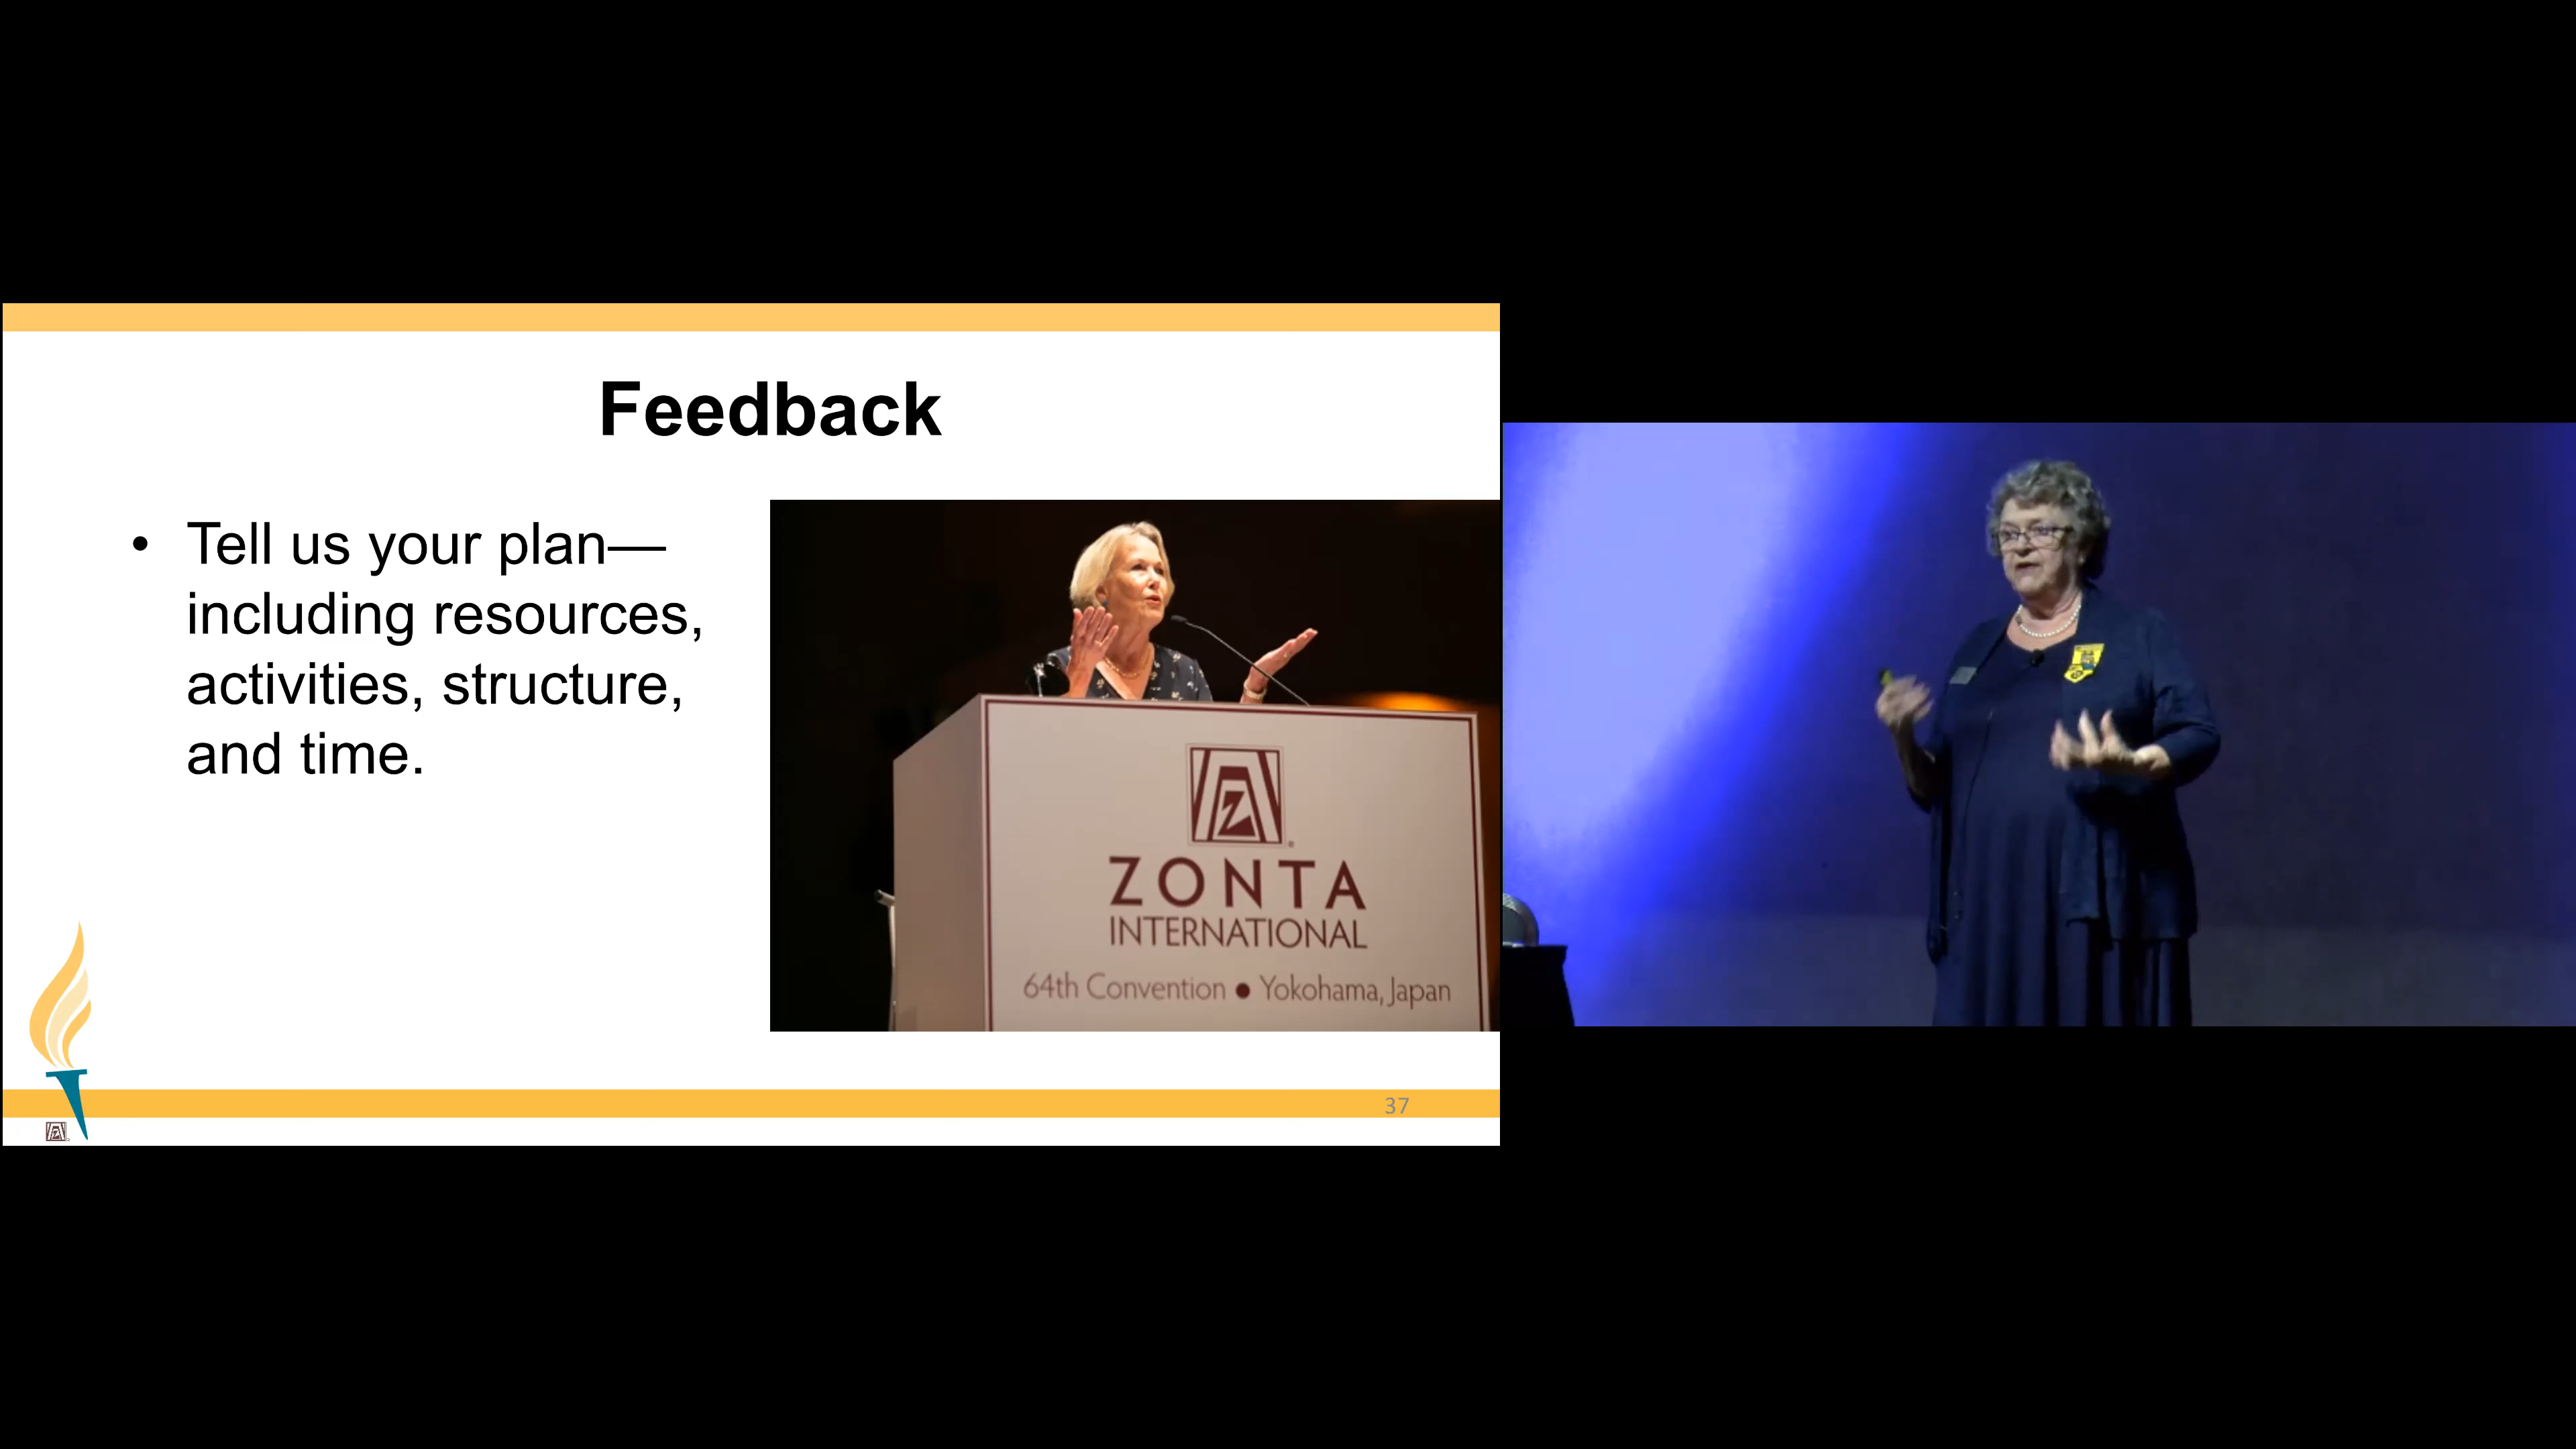 Feedback
• Tell us your plan—
including resources,
activities, structure,
and time.
ZONTA
INTERNATIONAL
64th Convention • Yokohama, Japan
37